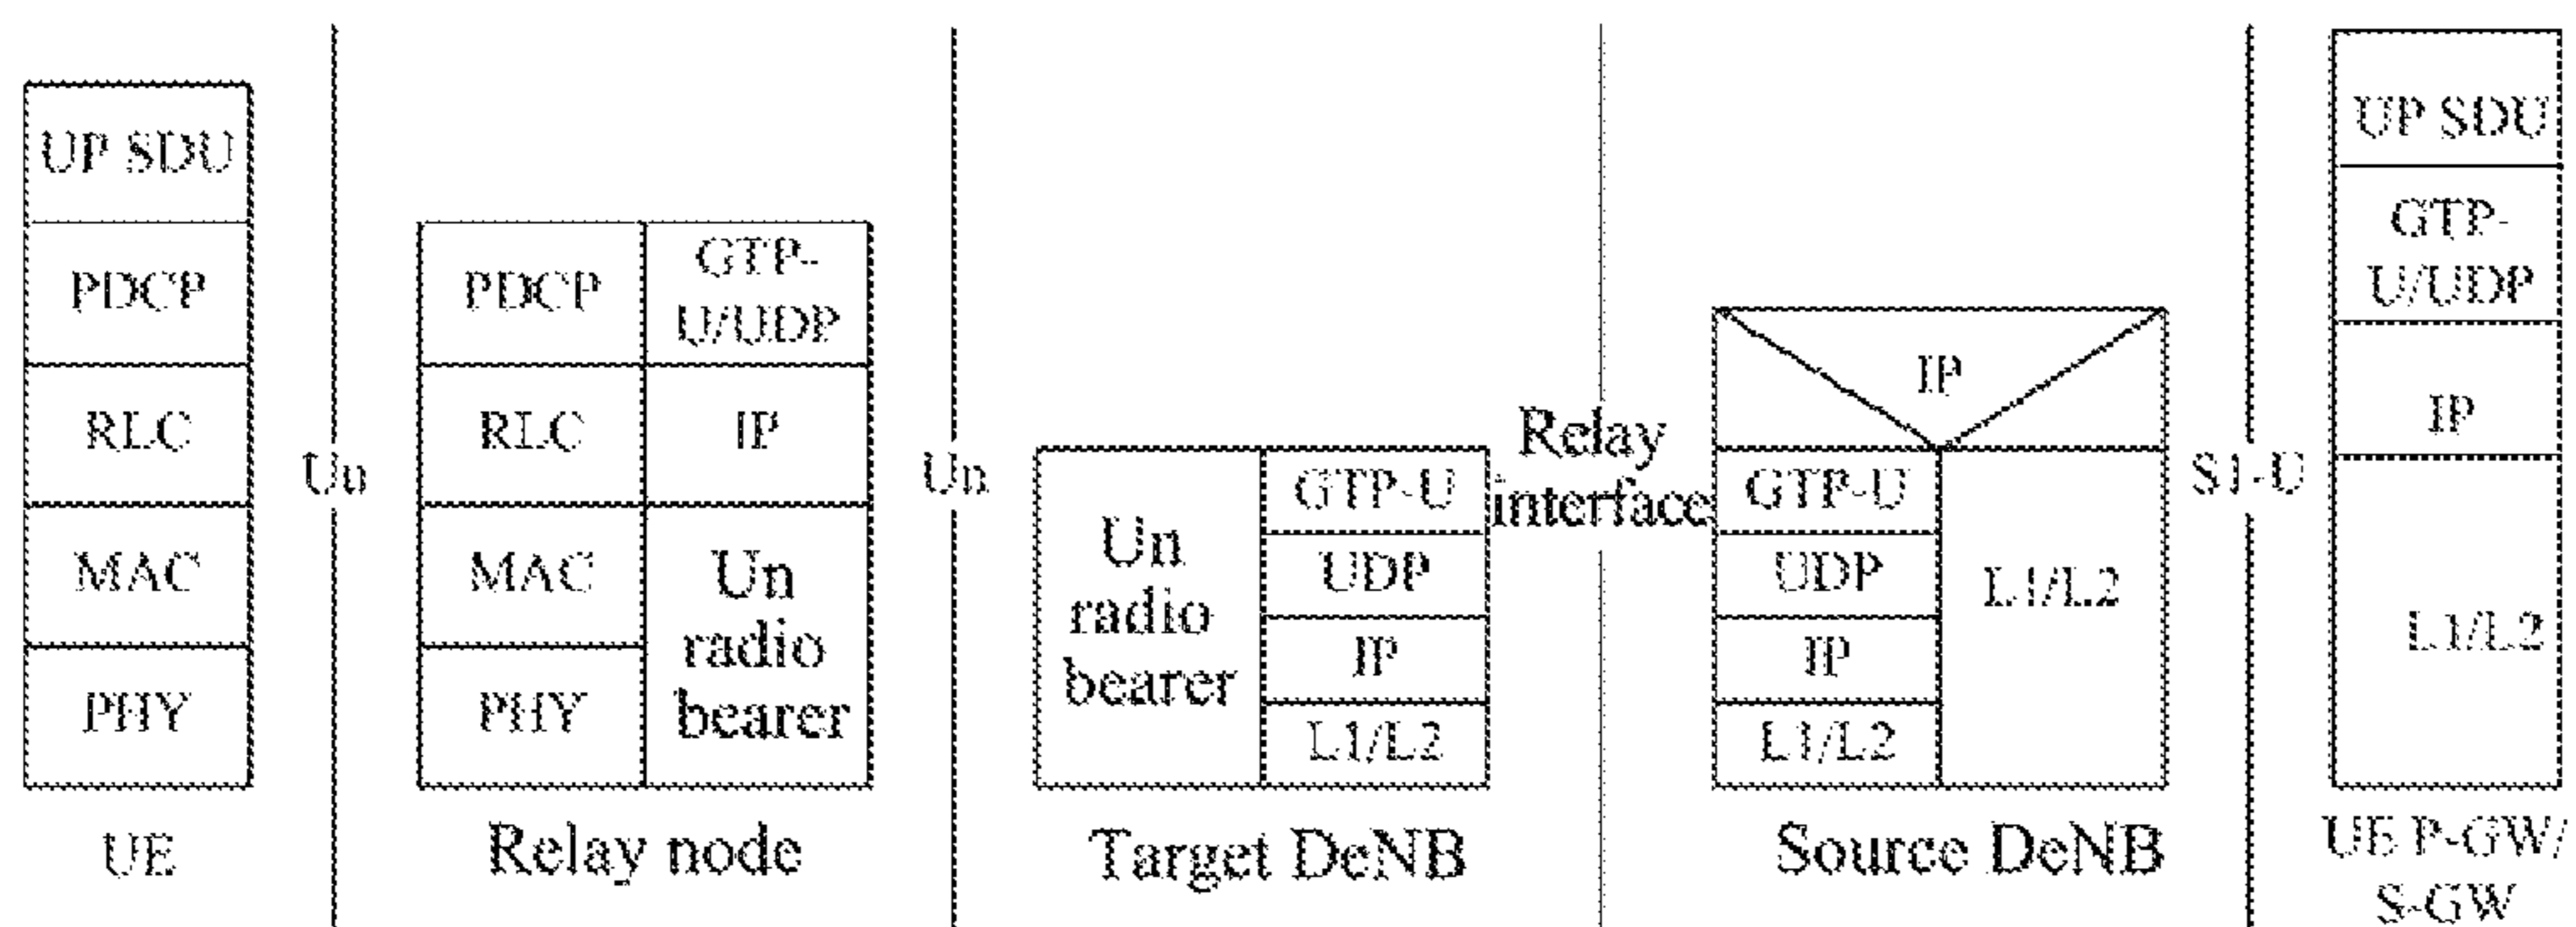 UP SDU
PDCP
RLC
MAC
PHY
UE
Un
PDCP
RLC
MAC
PHY
GTP-
U/UDP
IP
Un
radio
bearer
Relay node
Un
Un
radio
bearer
GTP-U
UDP
IP
L1/L2
Target DeNB
Relay
interface
IP
GTP-U
UDP
IP
L1/L2
L1/L2
Source DeNB
S1-U
UP SDU
GTP-
U/UDP
IP
L1/L2
UE P-GW/
S-GW